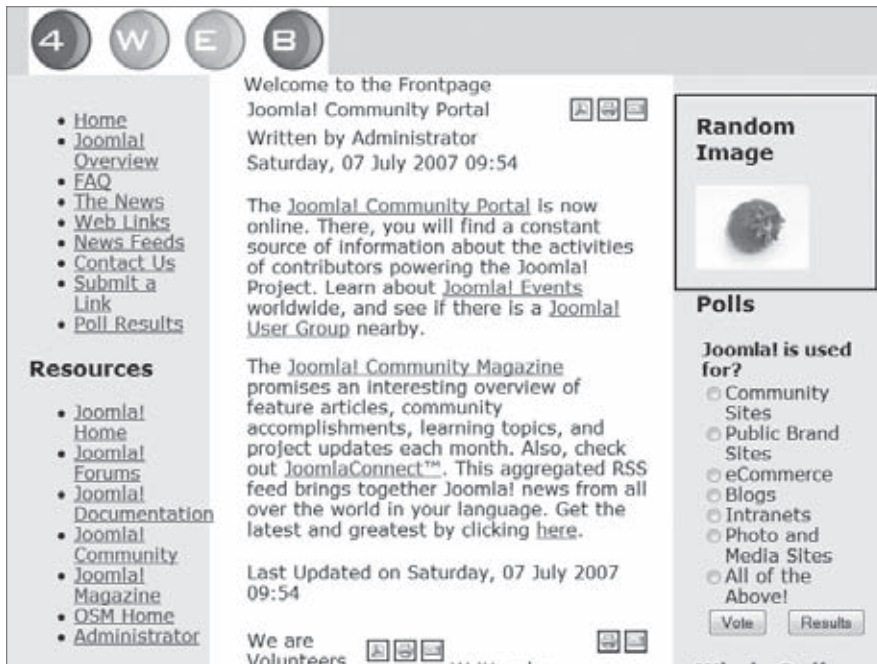 4 W E B
Home
Joomla!
Overview
FAQ
The News
Web Links
News Feeds
Contact Us
Submit a
Link
Poll Results
Resources
Joomla!
Home
Joomla!
Forums
Joomla!
Documentation
Joomla!
Community
Joomla!
Magazine
OSM Home
Administrator
Welcome to the Frontpage
Joomla! Community Portal
Written by Administrator
Saturday, 07 July 2007 09:54
The Joomla! Community Portal is now
online. There, you will find a constant
source of information about the activities
of contributors powering the Joomla!
Project. Learn about Joomla! Events
worldwide, and see if there is a Joomla!
User Group nearby.
The Joomla! Community Magazine
promises an interesting overview of
feature articles, community
accomplishments, learning topics, and
project updates each month. Also, check
out JoomlaConnect™. This aggregated RSS
feed brings together Joomla! news from all
over the world in your language. Get the
latest and greatest by clicking here.
Last Updated on Saturday, 07 July 2007
09:54
We are
Volunteers
Random
Image
Polls
Joomla! is used
for?
Community
Sites
Public Brand
Sites
eCommerce
Blogs
Intranets
Photo and
Media Sites
All of the
Above!
Vote Results